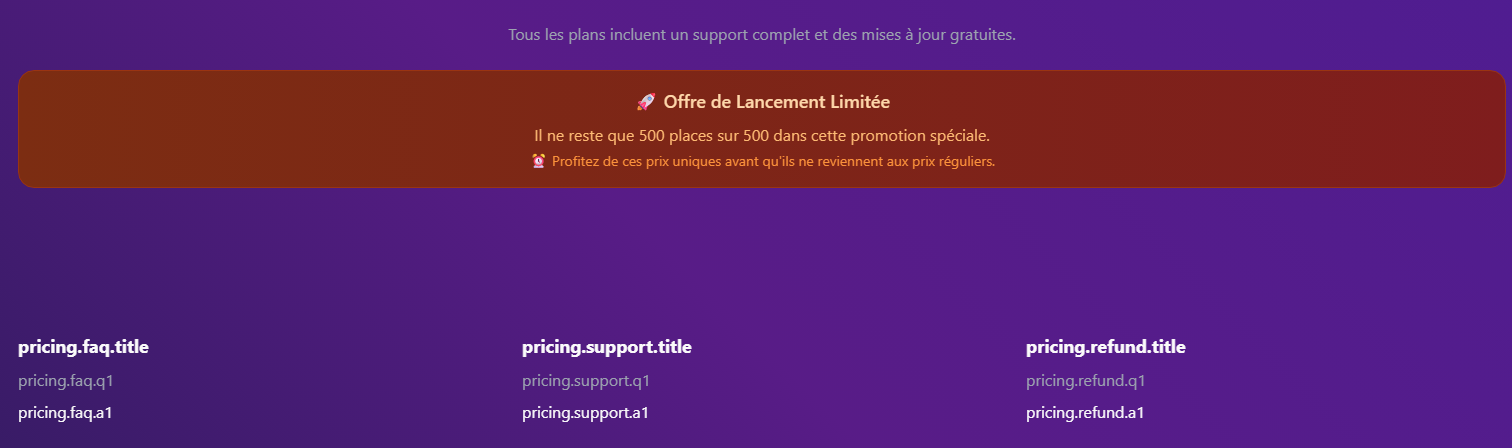 Tous les plans incluent un support complet et des mises à jour gratuites.
🚀 Offre de Lancement Limitée
Il ne reste que 500 places sur 500 dans cette promotion spéciale.
⏰ Profitez de ces prix uniques avant qu'ils ne reviennent aux prix réguliers.
pricing.faq.title
pricing.faq.q1
pricing.faq.a1
pricing.support.title
pricing.support.q1
pricing.support.a1
pricing.refund.title
pricing.refund.q1
pricing.refund.a1